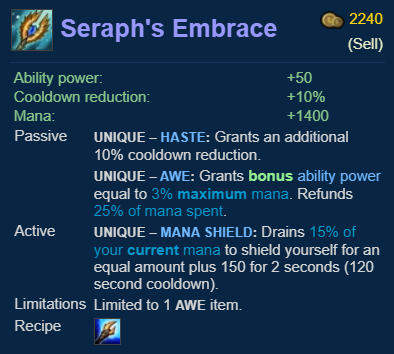 Seraph's Embrace
2240
(Sell)
Ability power: +50
Cooldown reduction: +10%
Mana: +1400
Passive UNIQUE – HASTE: Grants an additional
10% cooldown reduction.
UNIQUE – AWE: Grants bonus ability power
equal to 3% maximum mana. Refunds
25% of mana spent.
Active UNIQUE – MANA SHIELD: Drains 15% of
your current mana to shield yourself for an
equal amount plus 150 for 2 seconds (120
second cooldown).
Limitations Limited to 1 AWE item.
Recipe